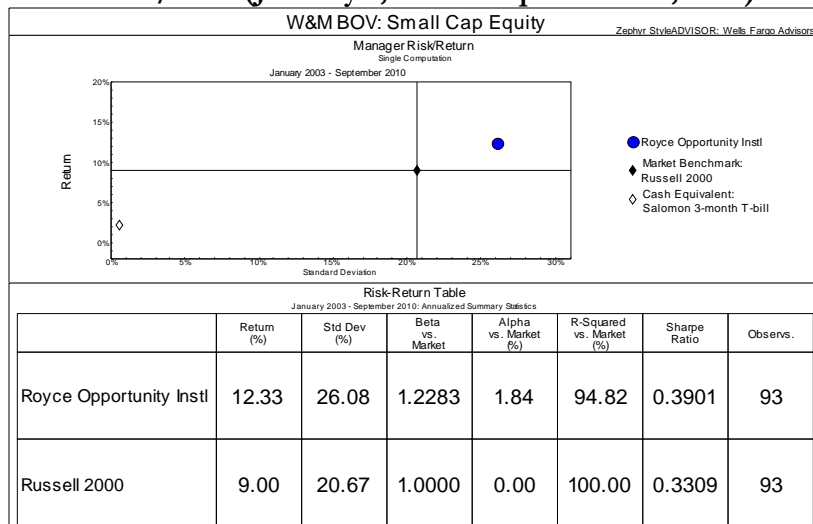 W&M BOV: Small Cap Equity
Zephyr StyleADVISOR: Wells Fargo Advisors
Manager Risk/Return
Single Computation
January 2003 - September 2010
20%
15%
10%
5%
0%
Return
0% 5% 10% 15% 20% 25% 30%
Standard Deviation
Royce Opportunity Instl
Market Benchmark:
Russell 2000
Cash Equivalent:
Salomon 3-month T-bill
Risk-Return Table
January 2003 - September 2010: Annualized Summary Statistics
Return (%) Std Dev (%) Beta vs. Market Alpha vs. Market (%) R-Squared vs. Market (%) Sharpe Ratio Observs.
Royce Opportunity Instl 12.33 26.08 1.2283 1.84 94.82 0.3901 93
Russell 2000 9.00 20.67 1.0000 0.00 100.00 0.3309 93